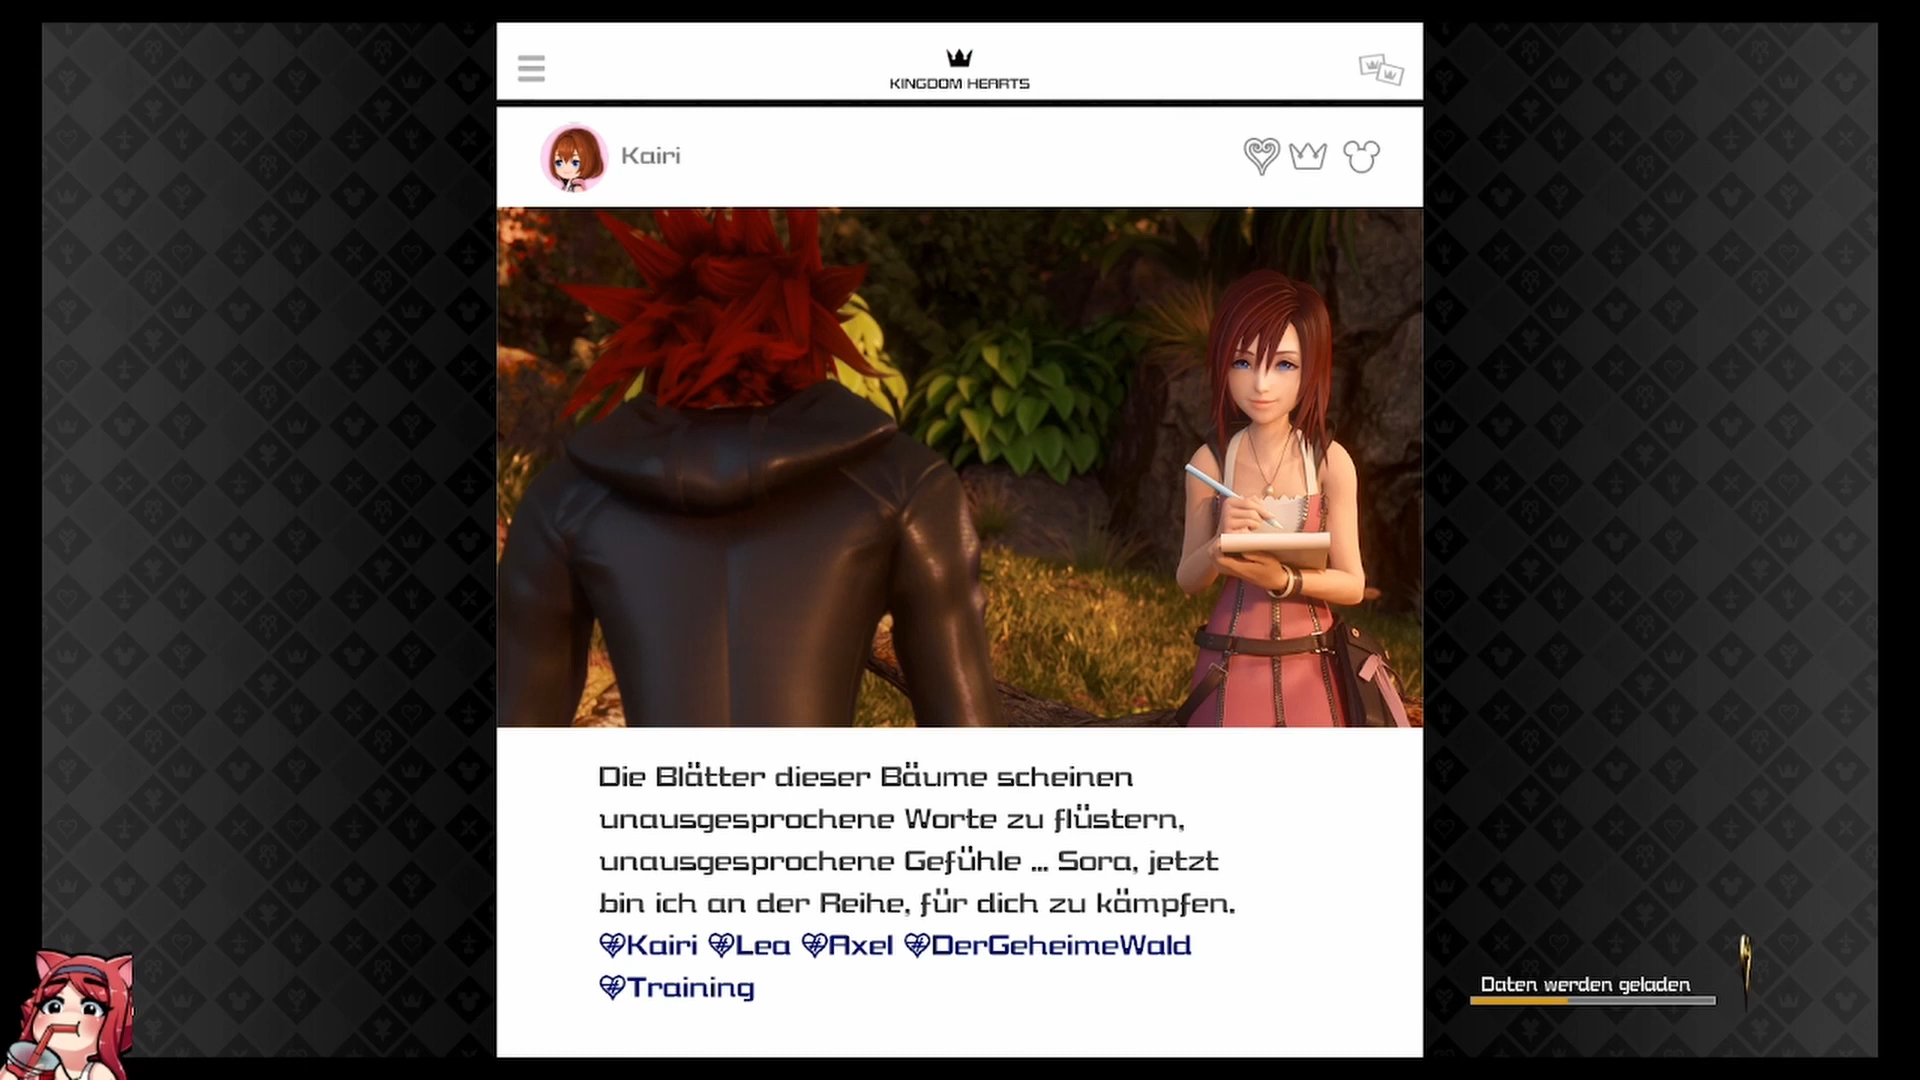 KINGDOM HEARTS
Kairi
Die Blätter dieser Bäume scheinen
unausgesprochene Worte zu flüstern,
unausgesprochene Gefühle ... Sora, jetzt
bin ich an der Reihe, für dich zu kämpfen.
Kairi Lea Axel DerGeheimeWald
Training
Daten werden geladen